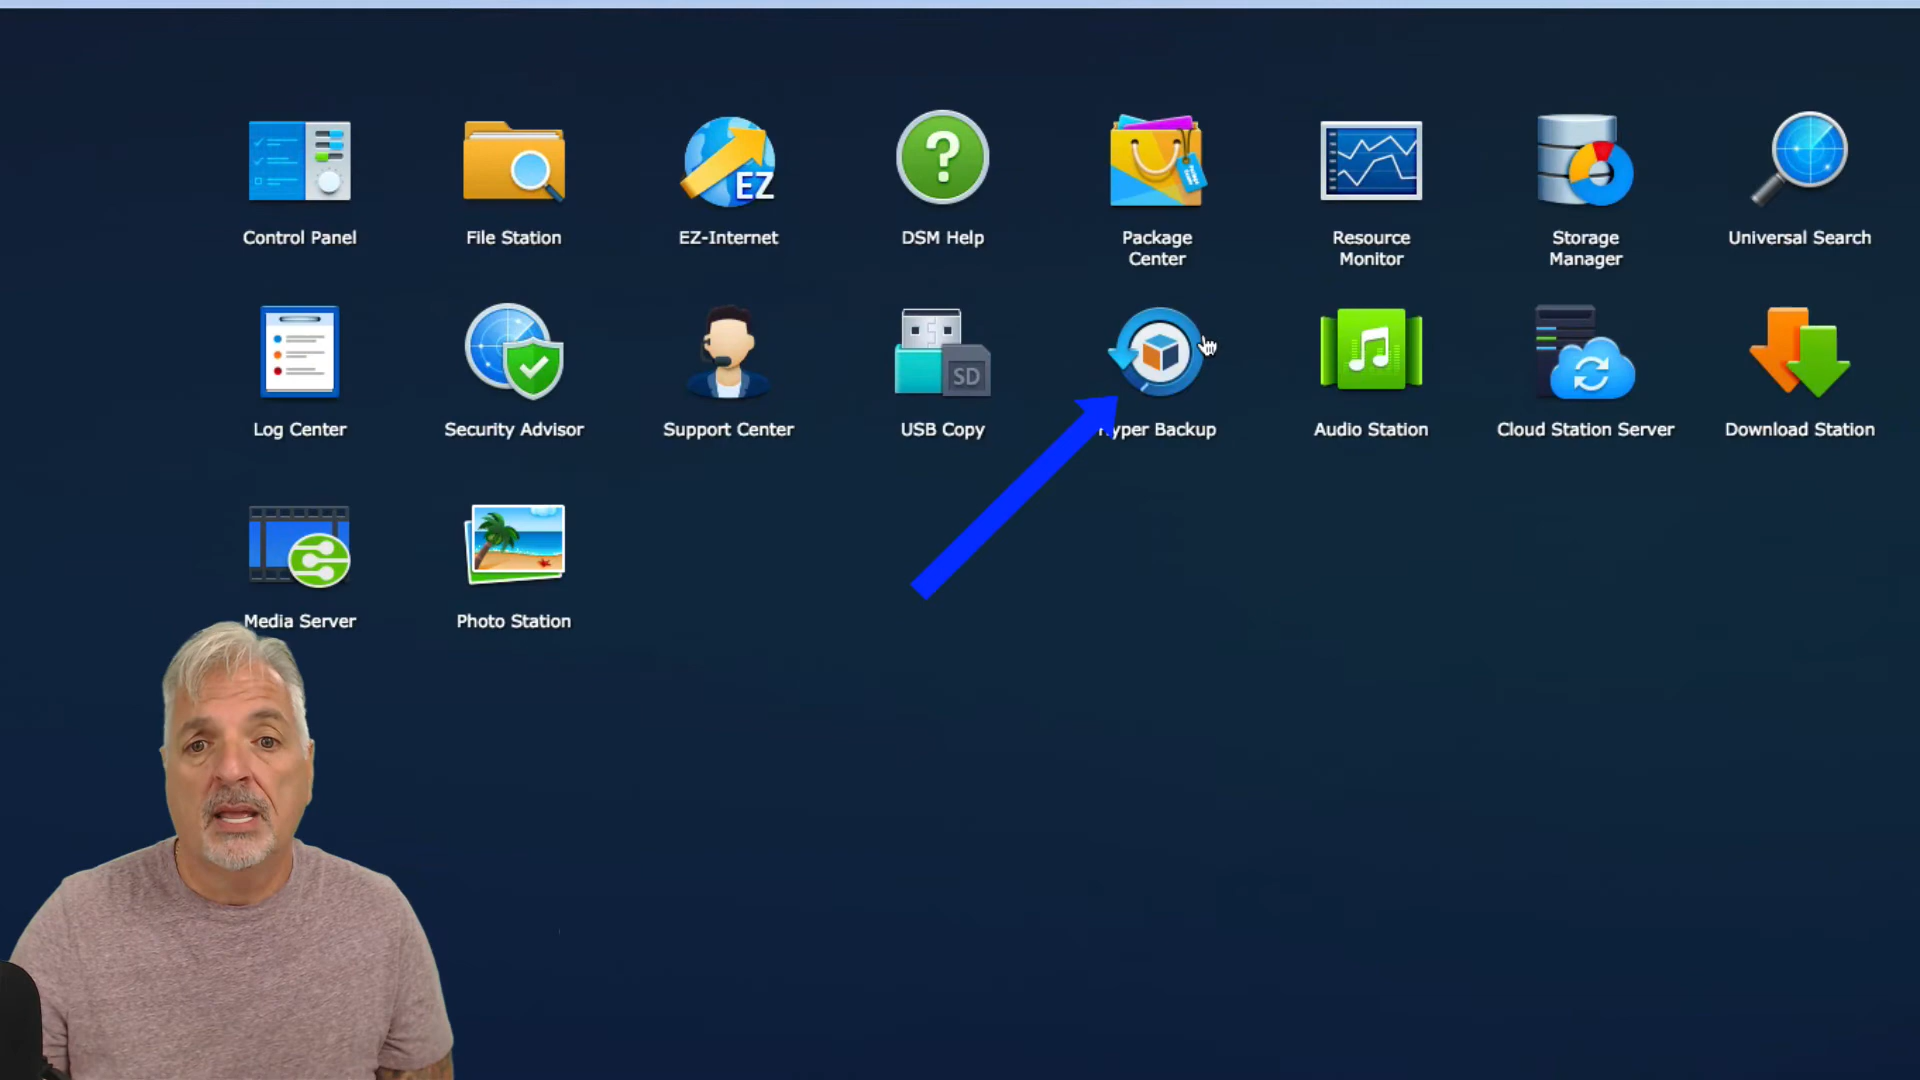 Control Panel
File Station
EZ
EZ-Internet
?
DSM Help
Package
Center
Resource
Monitor
Storage
Manager
Universal Search
Log Center
Security Advisor
Support Center
SD
USB Copy
yper Backup
Audio Station
Cloud Station Server
Download Station
Media Server
Photo Station